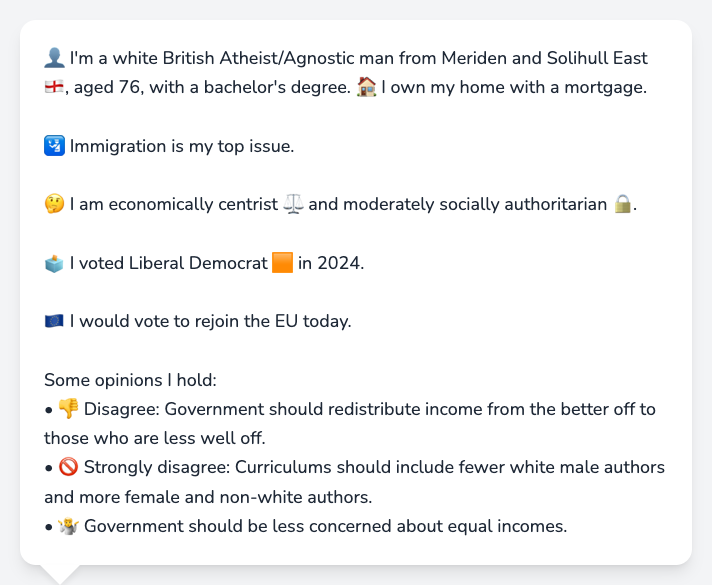 👤 I'm a white British Atheist/Agnostic man from Meriden and Solihull East
🏴󠁧󠁢󠁥󠁮󠁧󠁿, aged 76, with a bachelor's degree. 🏠 I own my home with a mortgage.
🛂 Immigration is my top issue.
🤔 I am economically centrist ⚖️ and moderately socially authoritarian 🔒.
🗳️ I voted Liberal Democrat 🟧 in 2024.
🇪🇺 I would vote to rejoin the EU today.
Some opinions I hold:
• 👎 Disagree: Government should redistribute income from the better off to
those who are less well off.
• 🚫 Strongly disagree: Curriculums should include fewer white male authors
and more female and non-white authors.
• 🤷 Government should be less concerned about equal incomes.